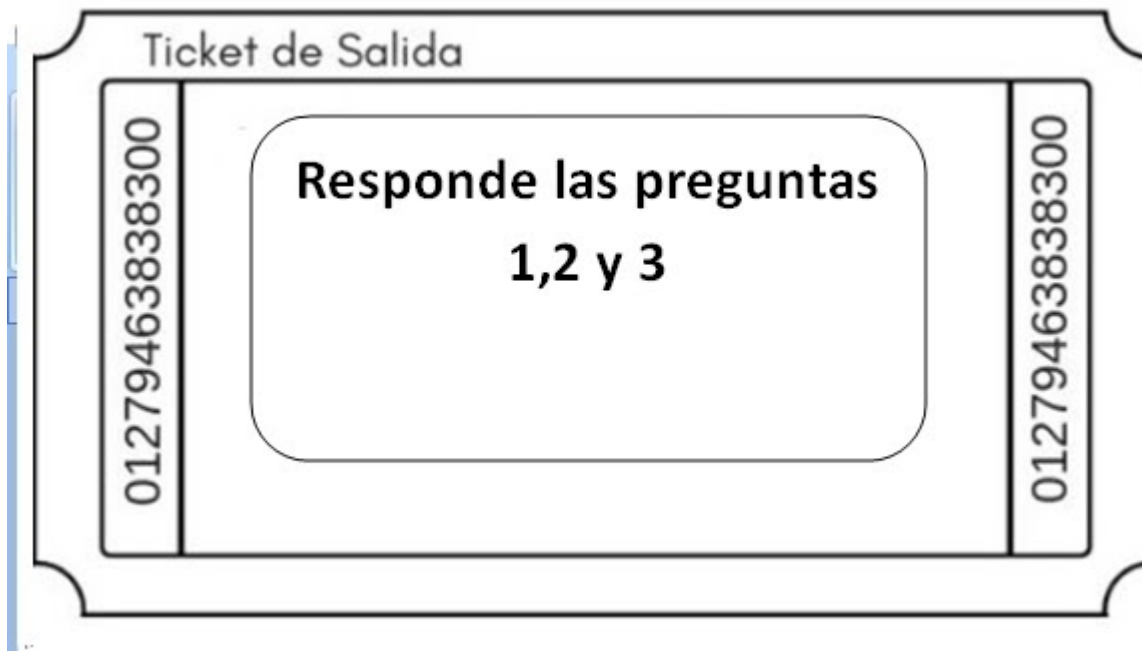 Ticket de Salida
01279463838300
Responde las preguntas
1,2 y 3
01279463838300